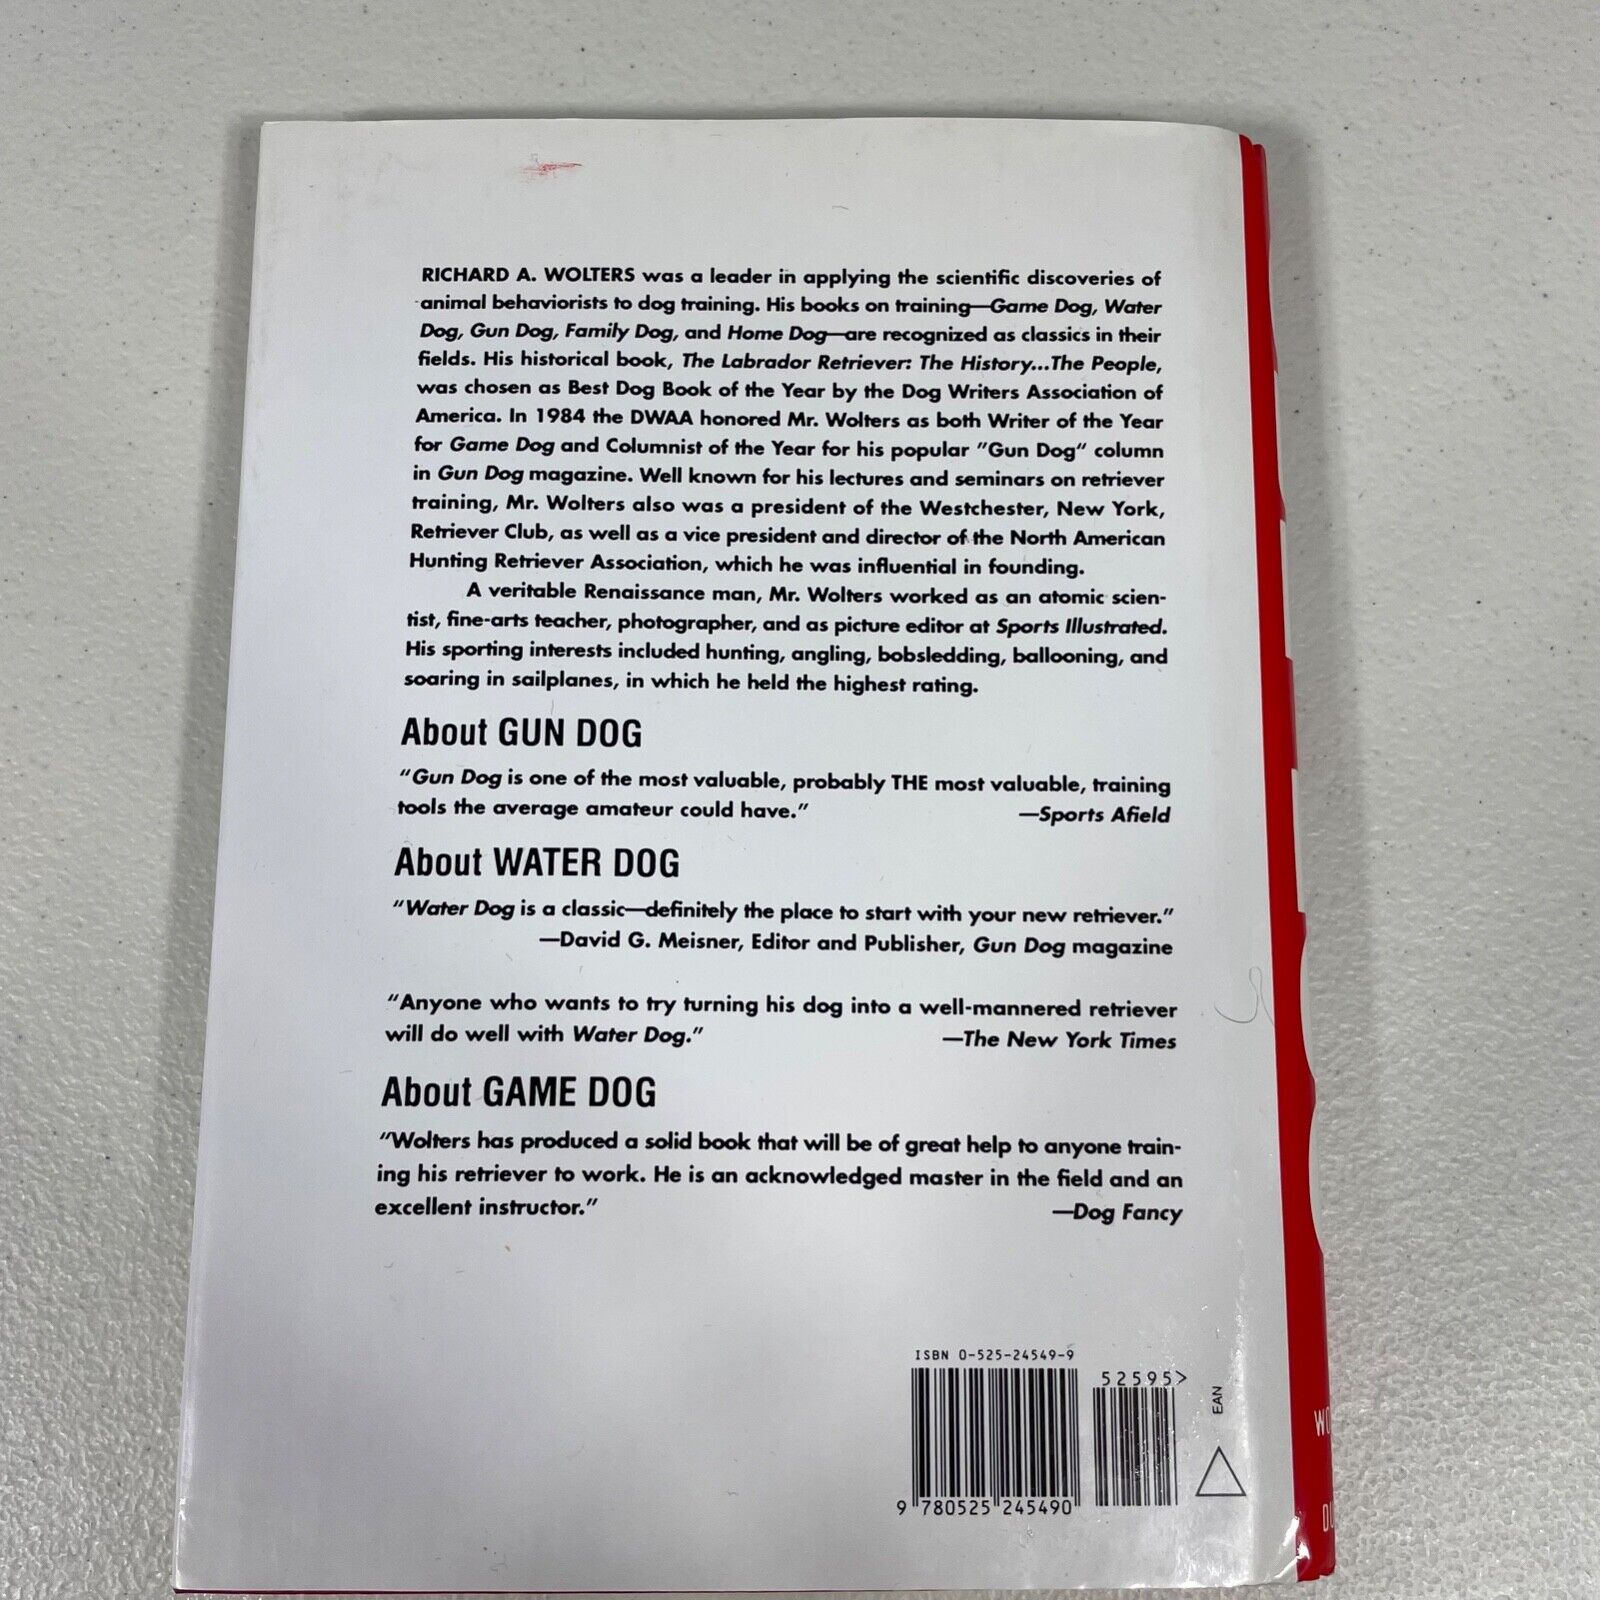 RICHARD A. WOLTERS was a leader in applying the scientific discoveries of
animal behaviorists to dog training. His books on training—Game Dog, Water
Dog, Gun Dog, Family Dog, and Home Dog—are recognized as classics in their
fields. His historical book, The Labrador Retriever: The History...The People,
was chosen as Best Dog Book of the Year by the Dog Writers Association of
America. In 1984 the DWAA honored Mr. Wolters as both Writer of the Year
for Game Dog and Columnist of the Year for his popular "Gun Dog" column
in Gun Dog magazine. Well known for his lectures and seminars on retriever
training, Mr. Wolters also was a president of the Westchester, New York,
Retriever Club, as well as a vice president and director of the North American
Hunting Retriever Association, which he was influential in founding.
A veritable Renaissance man, Mr. Wolters worked as an atomic scien-
tist, fine-arts teacher, photographer, and as picture editor at Sports Illustrated.
His sporting interests included hunting, angling, bobsledding, ballooning, and
soaring in sailplanes, in which he held the highest rating.
About GUN DOG
"Gun Dog is one of the most valuable, probably THE most valuable, training
tools the average amateur could have." —Sports Afield
About WATER DOG
"Water Dog is a classic—definitely the place to start with your new retriever."
—David G. Meisner, Editor and Publisher, Gun Dog magazine
"Anyone who wants to try turning his dog into a well-mannered retriever
will do well with Water Dog." —The New York Times
About GAME DOG
"Wolters has produced a solid book that will be of great help to anyone train-
ing his retriever to work. He is an acknowledged master in the field and an
excellent instructor." —Dog Fancy
ISBN 0-525-24549-9
52595>
EAN
9 780525 245490
WO
DU